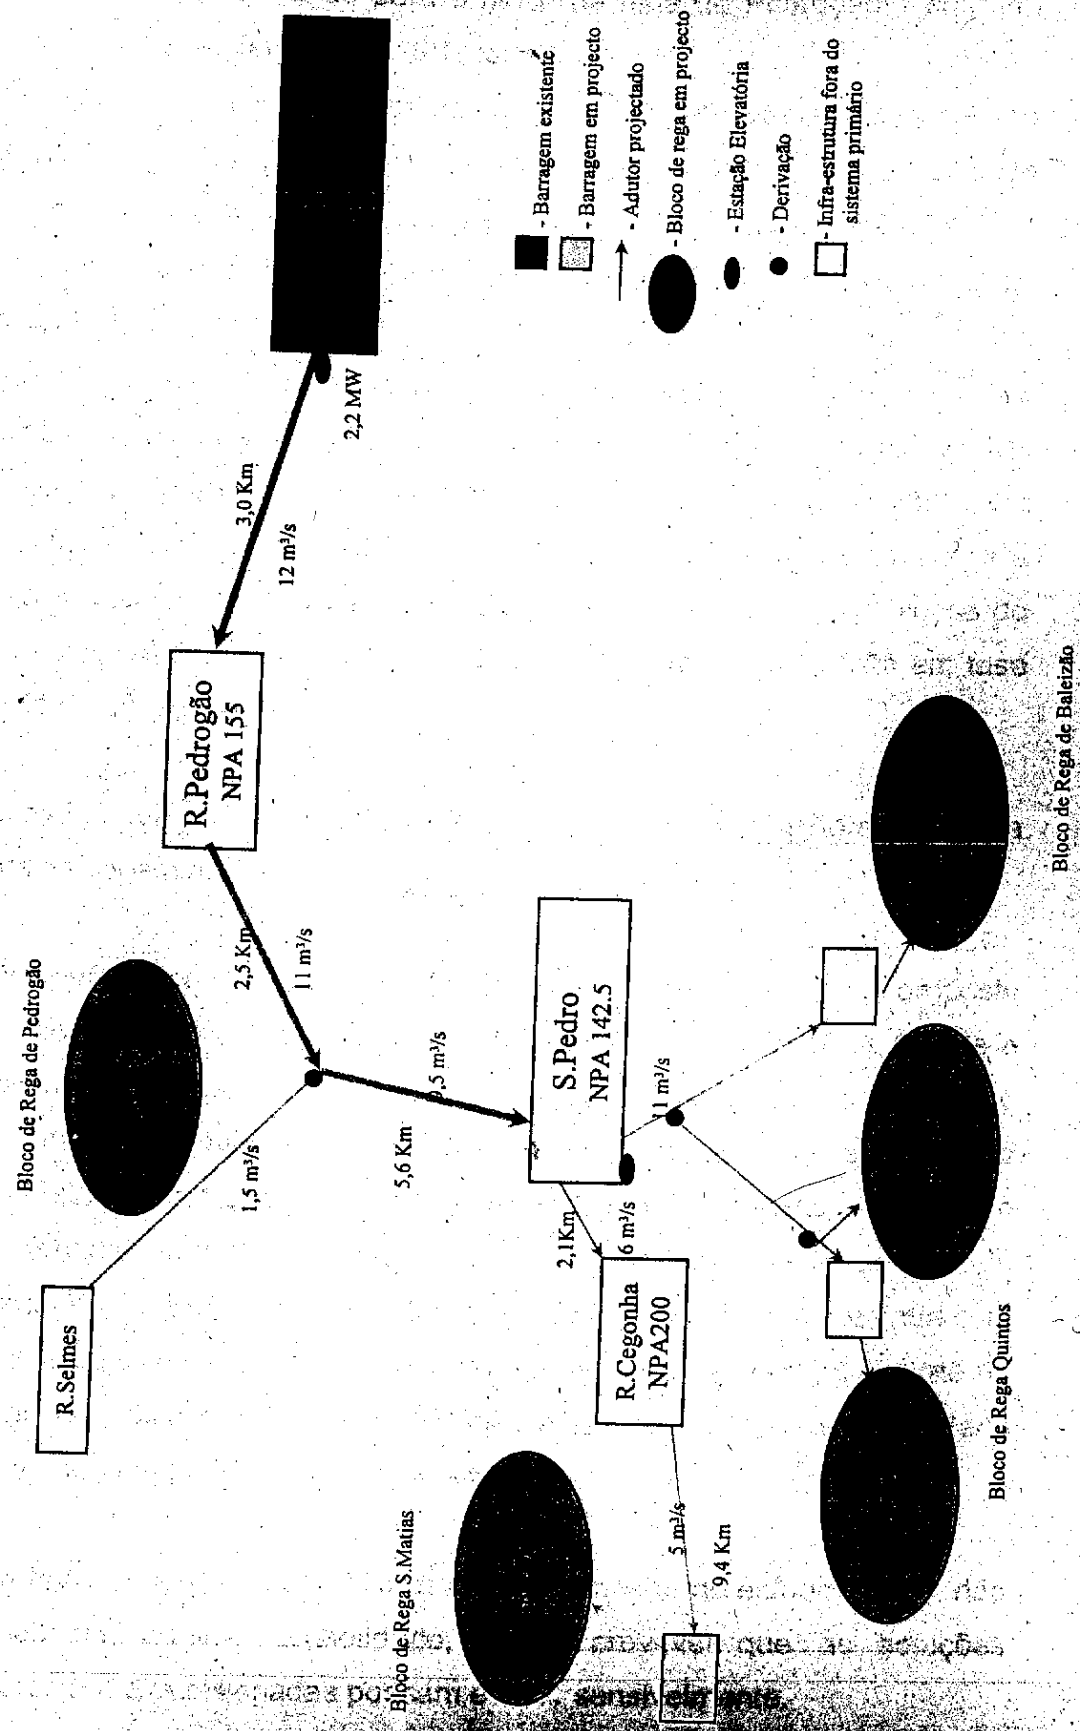 - Barragem existente
- Barragem em projecto
- Adutor projectado
- Bloco de rega em projecto
- Estação Elevatória
- Derivação
- Infra-estrutura fora do
sistema primário
2,2 MW
3,0 Km
12 m³/s
R.Pedrogão
NPA 155
2,5 Km
11 m³/s
Bloco de Rega de Pedrogão
1,5 m³/s
R.Selmes
5,6 Km
9,5 m³/s
S.Pedro
NPA 142.5
11 m³/s
2,1Km
6 m³/s
R.Cegonha
NPA200
5 m³/s
9,4 Km
Bloco de Rega S.Matias
Bloco de Rega Quintos
Bloco de Rega de Baleizão